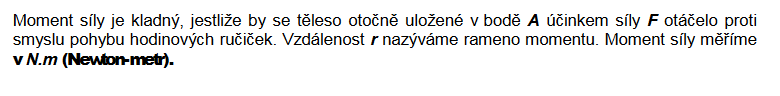 Moment síly je kladný, jestliže by se těleso otočně uložené v bodě A účinkem síly F otáčelo proti
smyslu pohybu hodinových ručiček. Vzdálenost r nazýváme rameno momentu. Moment síly měříme
v N.m (Newton-metr).